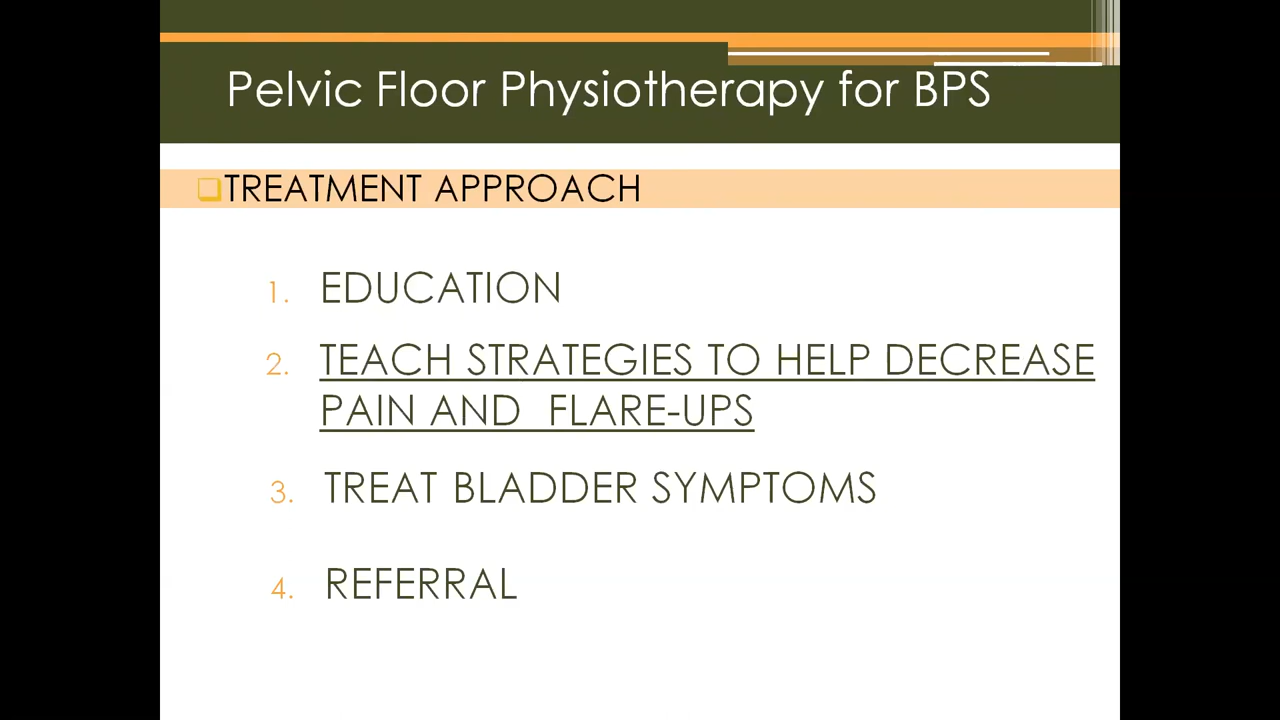 Pelvic Floor Physiotherapy for BPS
TREATMENT APPROACH
1. EDUCATION
2. TEACH STRATEGIES TO HELP DECREASE
PAIN AND FLARE-UPS
3. TREAT BLADDER SYMPTOMS
4. REFERRAL